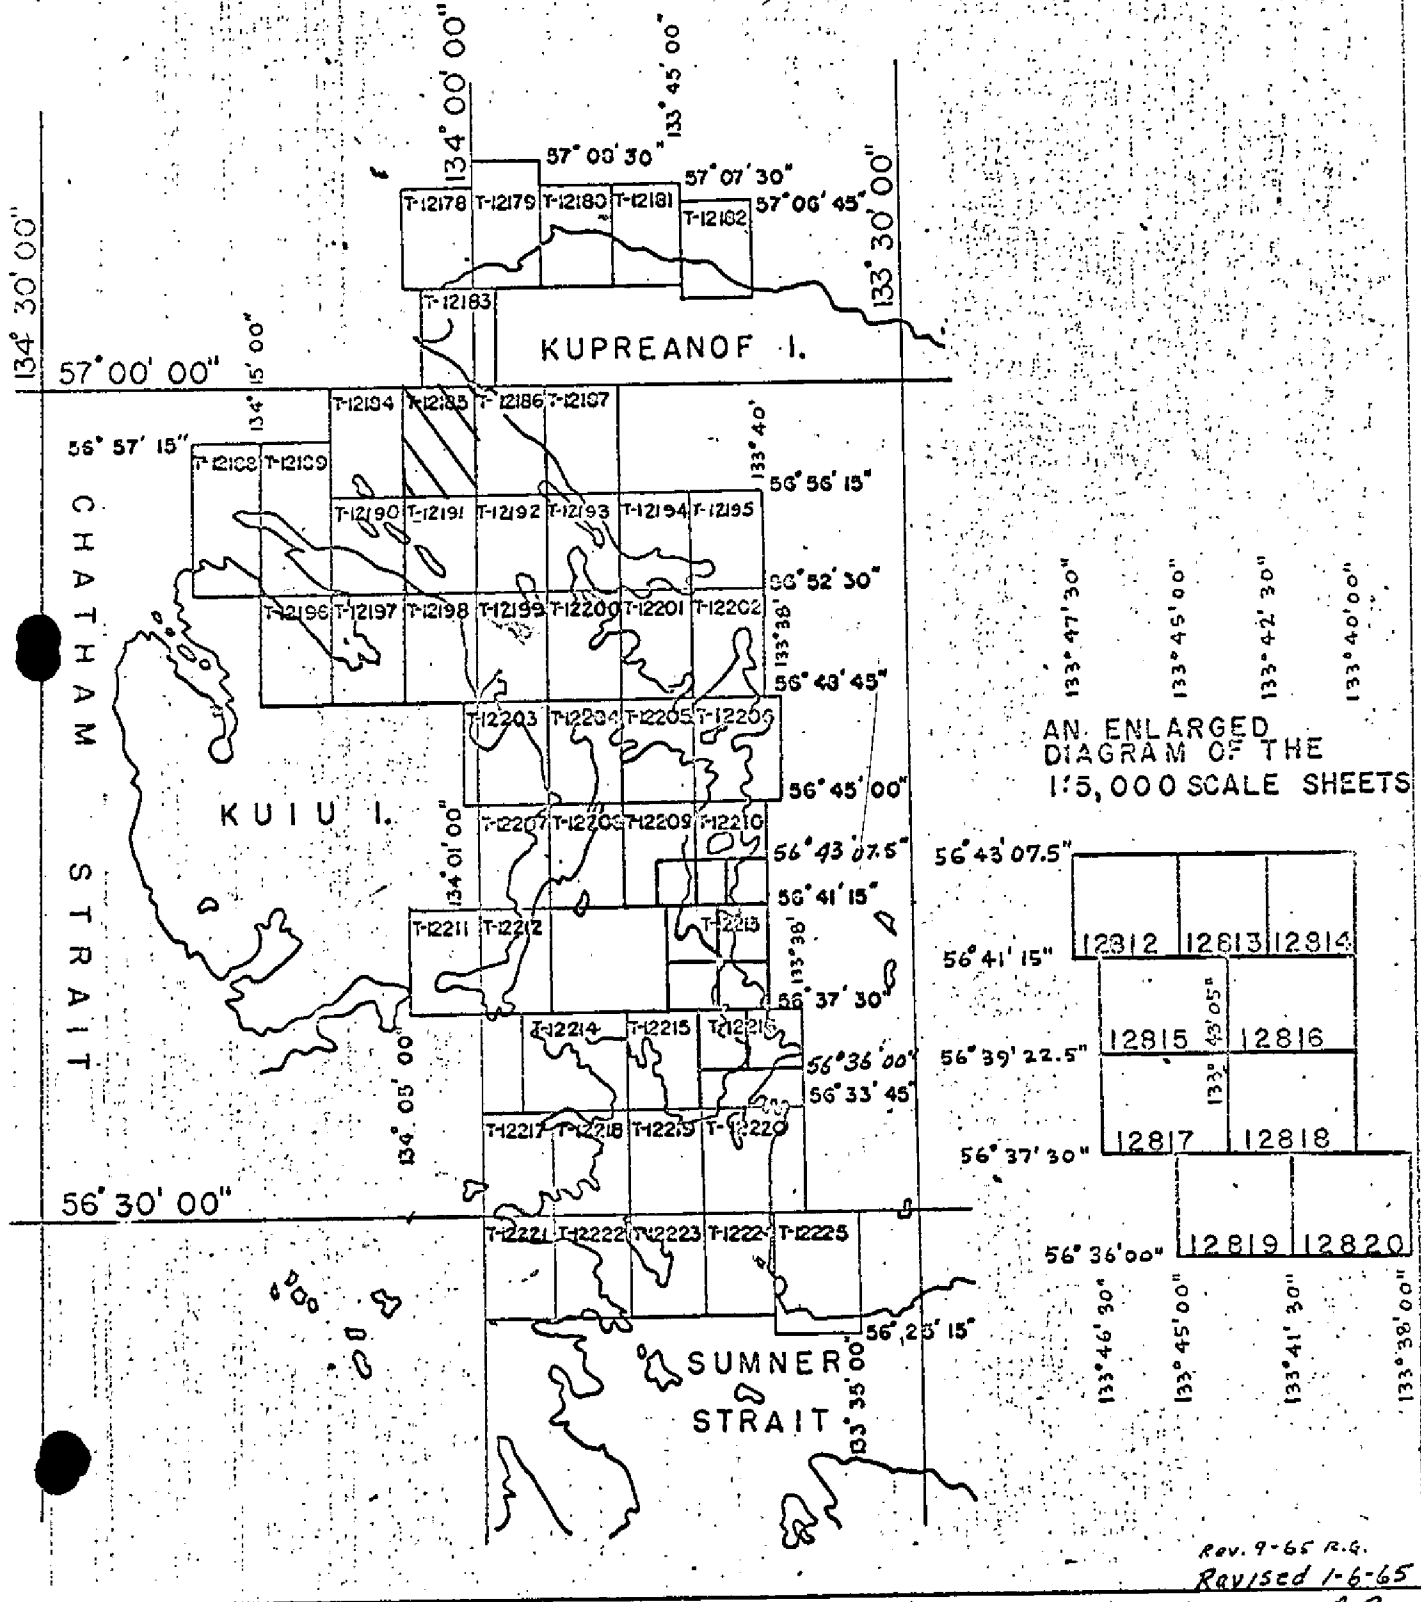 134° 00' 00"
133° 45' 00"
57° 08' 30"
57° 07' 30"
57° 06' 45"
133° 30' 00"
134° 30' 00"
T-12178 T-12179 T-12180 T-12181
T-12182
T-12183
KUPREANOF I.
57° 00' 00"
134° 15' 00"
T-12184 T-12185 T-12186 T-12187
56° 57' 15"
T-12188 T-12189
133° 40'
56° 56' 15"
T-12190 T-12191 T-12192 T-12193 T-12194 T-12195
56° 52' 30"
T-12196 T-12197 T-12198 T-12199 T-12200 T-12201 T-12202
133° 38'
56° 48' 45"
CHATHAM STRAIT
T-12203 T-12204 T-12205 T-12206
56° 45' 00"
KUIU I.
134° 01' 00"
T-12207 T-12208 T-12209 T-12210
56° 43' 07.5"
56° 41' 15"
T-12211 T-12212 T-12213
133° 38'
56° 37' 30"
T-12214 T-12215 T-12216
56° 36' 00"
56° 33' 45"
134° 05' 00"
T-12217 T-12218 T-12219 T-12220
56° 30' 00"
T-12221 T-12222 T-12223 T-12224 T-12225
56° 26' 15"
SUMNER
STRAIT
133° 35' 00"
133° 47' 30"
133° 45' 00"
133° 42' 30"
133° 40' 00"
AN ENLARGED
DIAGRAM OF THE
1:5,000 SCALE SHEETS
56° 43' 07.5"
12812 12813 12814
56° 41' 15"
133° 43' 05"
12815 12816
56° 39' 22.5"
12817 12818
56° 37' 30"
12819 12820
56° 36' 00"
133° 46' 30"
133° 45' 00"
133° 41' 30"
133° 38' 00"
Rev. 9-65 R.G.
Revised 1-6-65